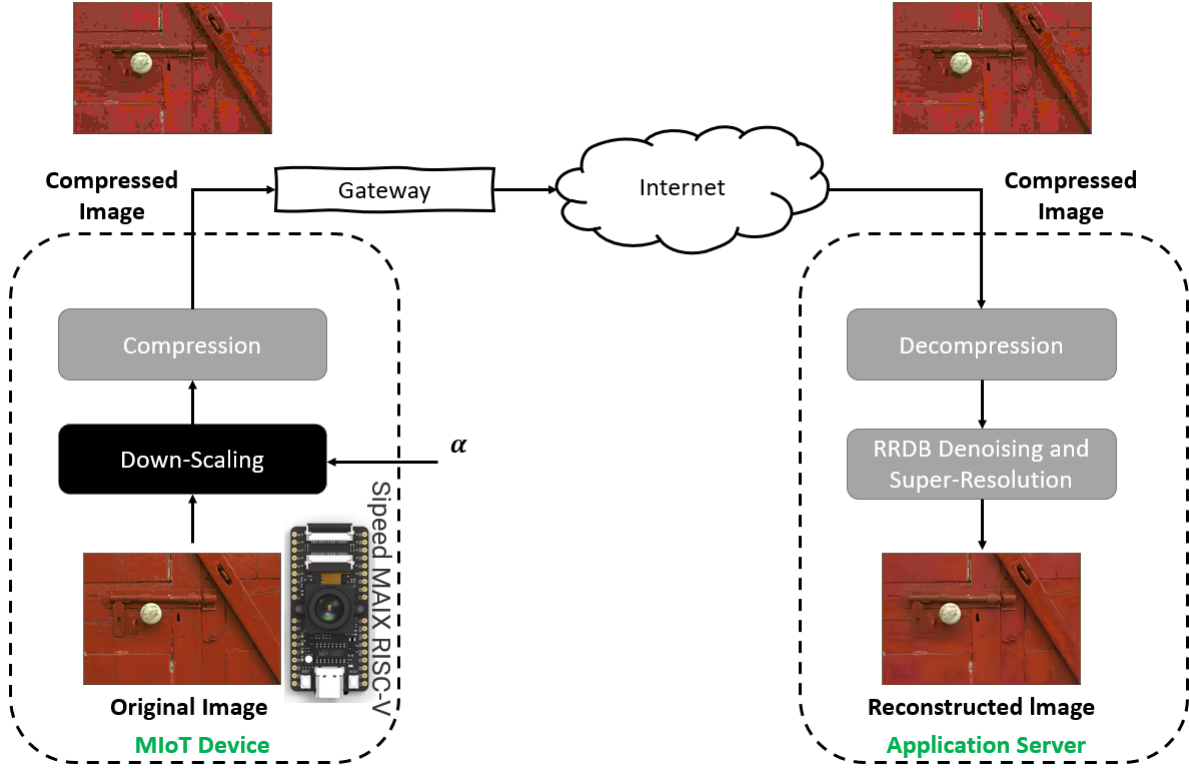 Compressed
Image
Gateway
Internet
Compressed
Image
Compression
Down-Scaling
α
Sipeed MAIX RISC-V
Original Image
MIoT Device
Decompression
RRDB Denoising and
Super-Resolution
Reconstructed Image
Application Server